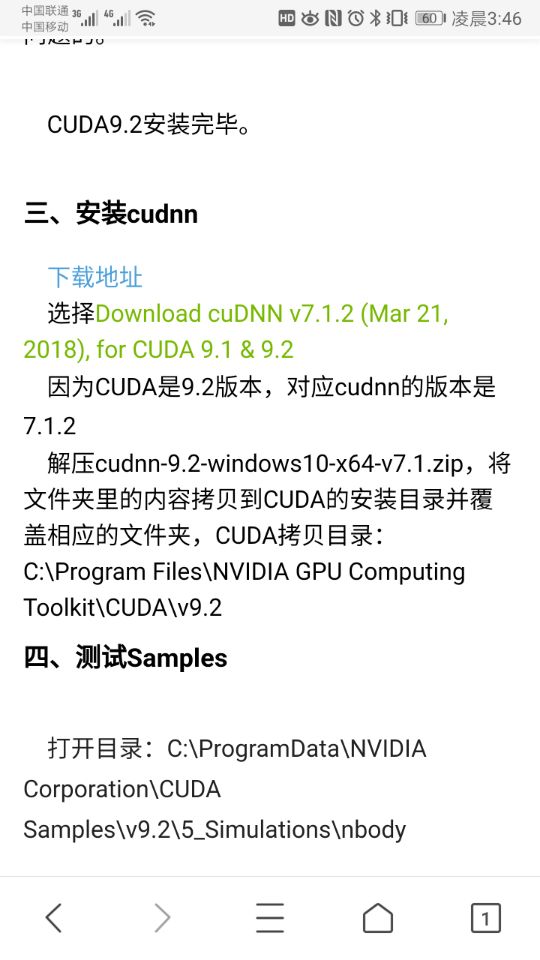 中国联通 3G 4G HD 60 凌晨3:46
中国移动
问题的。
CUDA9.2安装完毕。
三、安装cudnn
下载地址
选择Download cuDNN v7.1.2 (Mar 21,
2018), for CUDA 9.1 & 9.2
因为CUDA是9.2版本，对应cudnn的版本是
7.1.2
解压cudnn-9.2-windows10-x64-v7.1.zip，将
文件夹里的内容拷贝到CUDA的安装目录并覆
盖相应的文件夹，CUDA拷贝目录：
C:\Program Files\NVIDIA GPU Computing
Toolkit\CUDA\v9.2
四、测试Samples
打开目录：C:\ProgramData\NVIDIA
Corporation\CUDA
Samples\v9.2\5_Simulations\nbody
1